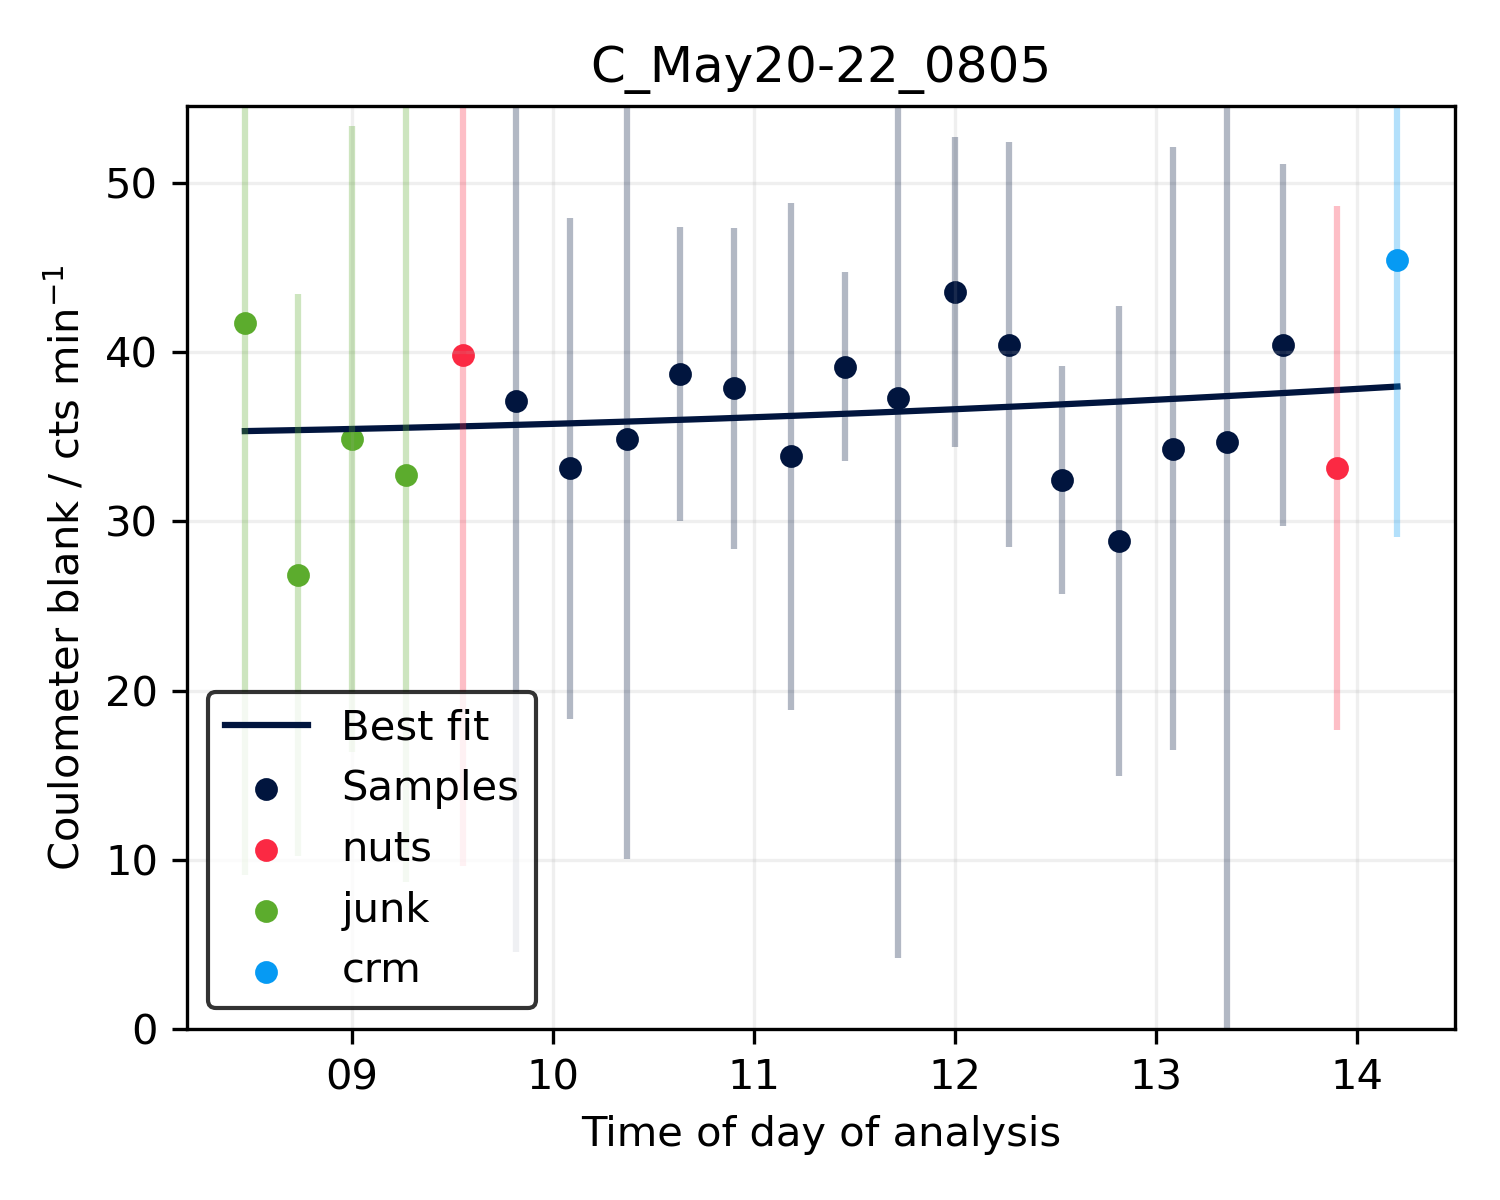 C_May20-22_0805
Coulometer blank / cts min⁻¹
50
40
30
20
10
0
Best fit
Samples
nuts
junk
crm
09 10 11 12 13 14
Time of day of analysis